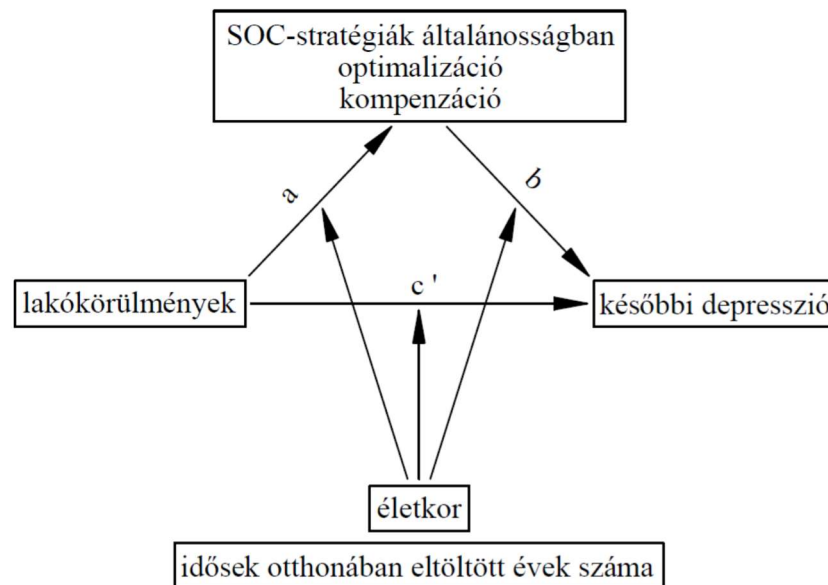 SOC-stratégiák általánosságban
optimalizáció
kompenzáció
a
b
lakókörülmények
c '
későbbi depresszió
életkor
idősek otthonában eltöltött évek száma